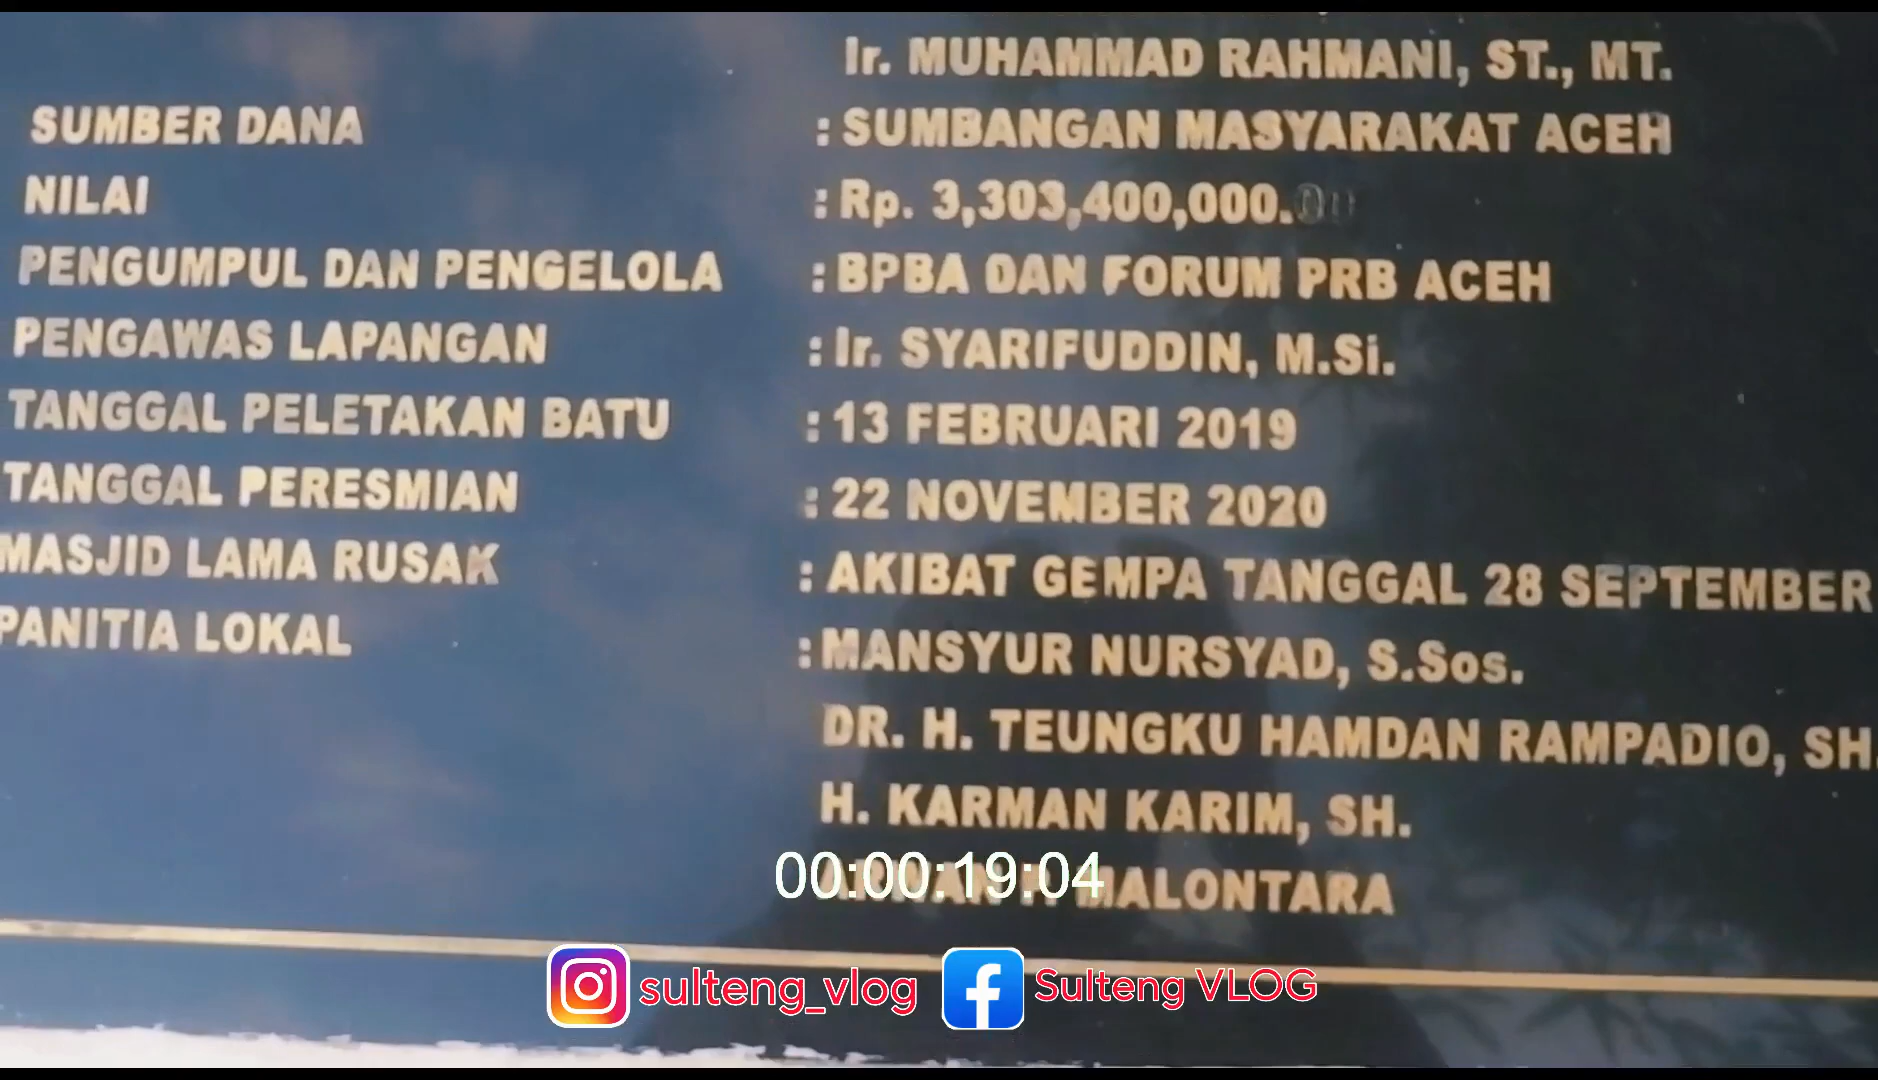 Ir. MUHAMMAD RAHMANI, ST., MT.
SUMBER DANA : SUMBANGAN MASYARAKAT ACEH
NILAI : Rp. 3,303,400,000.00
PENGUMPUL DAN PENGELOLA : BPBA DAN FORUM PRB ACEH
PENGAWAS LAPANGAN : Ir. SYARIFUDDIN, M.Si.
TANGGAL PELETAKAN BATU : 13 FEBRUARI 2019
TANGGAL PERESMIAN : 22 NOVEMBER 2020
MASJID LAMA RUSAK : AKIBAT GEMPA TANGGAL 28 SEPTEMBER
PANITIA LOKAL : MANSYUR NURSYAD, S.Sos.
DR. H. TEUNGKU HAMDAN RAMPADIO, SH.
H. KARMAN KARIM, SH.
MALONTARA
00:00:19:04
sulteng_vlog Sulteng VLOG